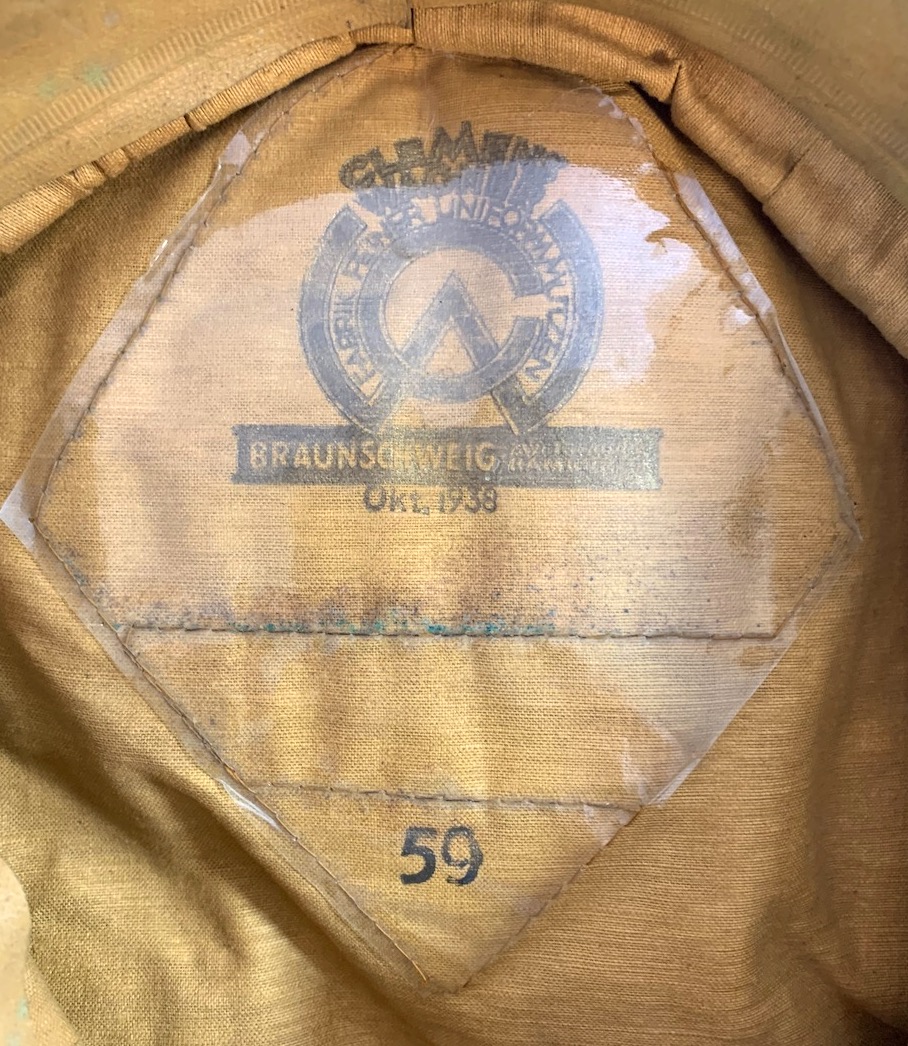 CLEMENS
FABRIK FEINER UNIFORMMÜTZEN
BRAUNSCHWEIG
Okt. 1938
59